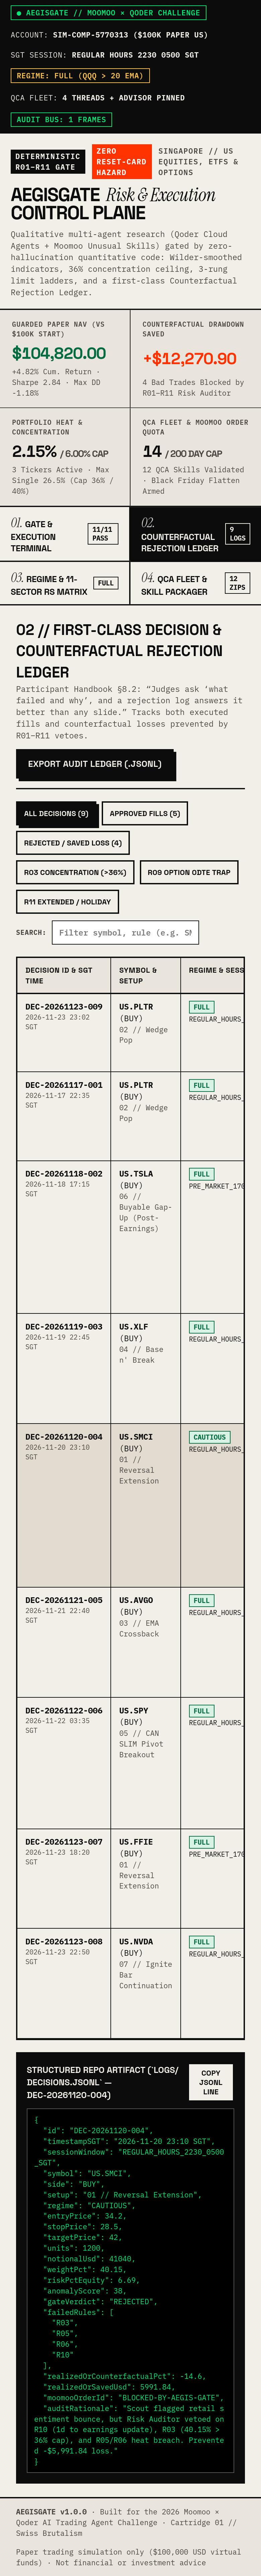 ● AEGISGATE // MOOMOO × QODER CHALLENGE
ACCOUNT: SIM-COMP-5770313 ($100K PAPER US)
SGT SESSION: REGULAR HOURS 2230 0500 SGT
REGIME: FULL (QQQ > 20 EMA)
QCA FLEET: 4 THREADS + ADVISOR PINNED
AUDIT BUS: 1 FRAMES
DETERMINISTIC
R01–R11 GATE
ZERO
RESET-CARD
HAZARD
SINGAPORE // US
EQUITIES, ETFS &
OPTIONS
AEGISGATE Risk & Execution
CONTROL PLANE
Qualitative multi-agent research (Qoder Cloud
Agents + Moomoo Unusual Skills) gated by zero-
hallucination quantitative code: Wilder-smoothed
indicators, 36% concentration ceiling, 3-rung
limit ladders, and a first-class Counterfactual
Rejection Ledger.
GUARDED PAPER NAV (VS
$100K START)
$104,820.00
+4.82% Cum. Return ·
Sharpe 2.84 · Max DD
-1.18%
COUNTERFACTUAL DRAWDOWN
SAVED
+$12,270.90
4 Bad Trades Blocked by
R01–R11 Risk Auditor
PORTFOLIO HEAT &
CONCENTRATION
2.15% / 6.00% CAP
3 Tickers Active · Max
Single 26.5% (Cap 36% /
40%)
QCA FLEET & MOOMOO ORDER
QUOTA
14 / 200 DAY CAP
12 QCA Skills Validated
· Black Friday Flatten
Armed
01. GATE &
EXECUTION
TERMINAL
11/11
PASS
02.
COUNTERFACTUAL
REJECTION LEDGER
9
LOGS
03. REGIME & 11-
SECTOR RS MATRIX
FULL
04. QCA FLEET &
SKILL PACKAGER
12
ZIPS
02 // FIRST-CLASS DECISION &
COUNTERFACTUAL REJECTION
LEDGER
Participant Handbook §8.2: "Judges ask 'what
failed and why', and a rejection log answers it
better than any slide." Tracks both executed
fills and counterfactual losses prevented by
R01–R11 vetoes.
EXPORT AUDIT LEDGER (.JSONL)
ALL DECISIONS (9)
APPROVED FILLS (5)
REJECTED / SAVED LOSS (4)
R03 CONCENTRATION (>36%)
R09 OPTION 0DTE TRAP
R11 EXTENDED / HOLIDAY
SEARCH:
Filter symbol, rule (e.g. SM
DECISION ID & SGT
TIME
SYMBOL &
SETUP
REGIME & SESS
DEC-20261123-009
2026-11-23 23:02
SGT
US.PLTR
(BUY)
02 // Wedge
Pop
FULL
REGULAR_HOURS_
DEC-20261117-001
2026-11-17 22:35
SGT
US.PLTR
(BUY)
02 // Wedge
Pop
FULL
REGULAR_HOURS_
DEC-20261118-002
2026-11-18 17:15
SGT
US.TSLA
(BUY)
06 //
Buyable Gap-
Up (Post-
Earnings)
FULL
PRE_MARKET_170
DEC-20261119-003
2026-11-19 22:45
SGT
US.XLF
(BUY)
04 // Base
n' Break
FULL
REGULAR_HOURS_
DEC-20261120-004
2026-11-20 23:10
SGT
US.SMCI
(BUY)
01 //
Reversal
Extension
CAUTIOUS
REGULAR_HOURS_
DEC-20261121-005
2026-11-21 22:40
SGT
US.AVGO
(BUY)
03 // EMA
Crossback
FULL
REGULAR_HOURS_
DEC-20261122-006
2026-11-22 03:35
SGT
US.SPY
(BUY)
05 // CAN
SLIM Pivot
Breakout
FULL
REGULAR_HOURS_
DEC-20261123-007
2026-11-23 18:20
SGT
US.FFIE
(BUY)
01 //
Reversal
Extension
FULL
PRE_MARKET_170
DEC-20261123-008
2026-11-23 22:50
SGT
US.NVDA
(BUY)
07 // Ignite
Bar
Continuation
FULL
REGULAR_HOURS_
STRUCTURED REPO ARTIFACT (`LOGS/
DECISIONS.JSONL` —
DEC-20261120-004)
COPY
JSONL
LINE
{
"id": "DEC-20261120-004",
"timestampSGT": "2026-11-20 23:10 SGT",
"sessionWindow": "REGULAR_HOURS_2230_0500
_SGT",
"symbol": "US.SMCI",
"side": "BUY",
"setup": "01 // Reversal Extension",
"regime": "CAUTIOUS",
"entryPrice": 34.2,
"stopPrice": 28.5,
"targetPrice": 42,
"units": 1200,
"notionalUsd": 41040,
"weightPct": 40.15,
"riskPctEquity": 6.69,
"anomalyScore": 38,
"gateVerdict": "REJECTED",
"failedRules": [
"R03",
"R05",
"R06",
"R10"
],
"realizedOrCounterfactualPct": -14.6,
"realizedOrSavedUsd": 5991.84,
"moomooOrderId": "BLOCKED-BY-AEGIS-GATE",
"auditRationale": "Scout flagged retail s
entiment bounce, but Risk Auditor vetoed on
R10 (1d to earnings update), R03 (40.15% >
36% cap), and R05/R06 heat breach. Prevente
d -$5,991.84 loss."
}
AEGISGATE v1.0.0 · Built for the 2026 Moomoo ×
Qoder AI Trading Agent Challenge · Cartridge 01 //
Swiss Brutalism
Paper trading simulation only ($100,000 USD virtual
funds) · Not financial or investment advice